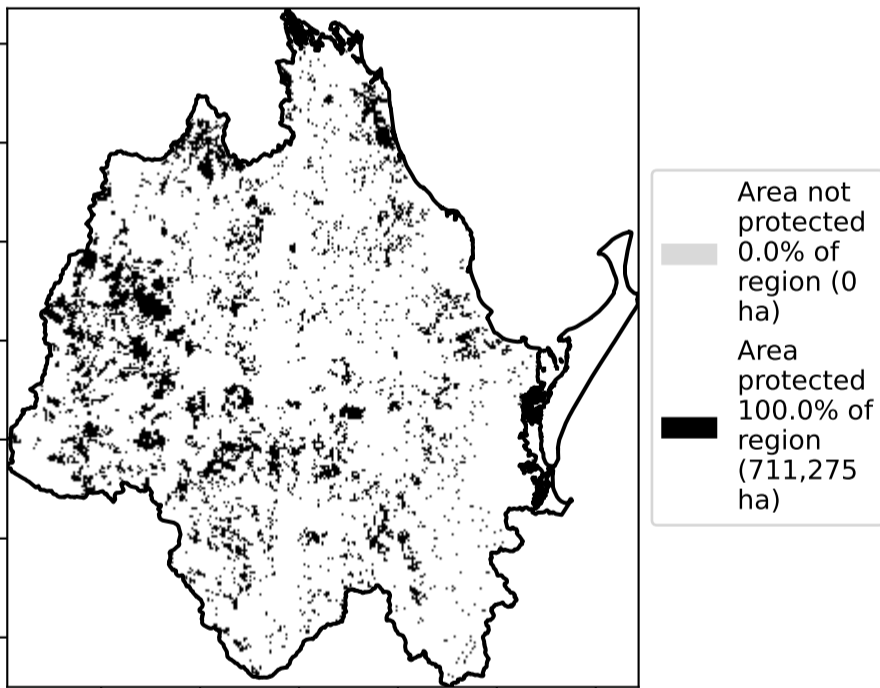 Area not
protected
0.0% of
region (0
ha)
Area
protected
100.0% of
region
(711,275
ha)